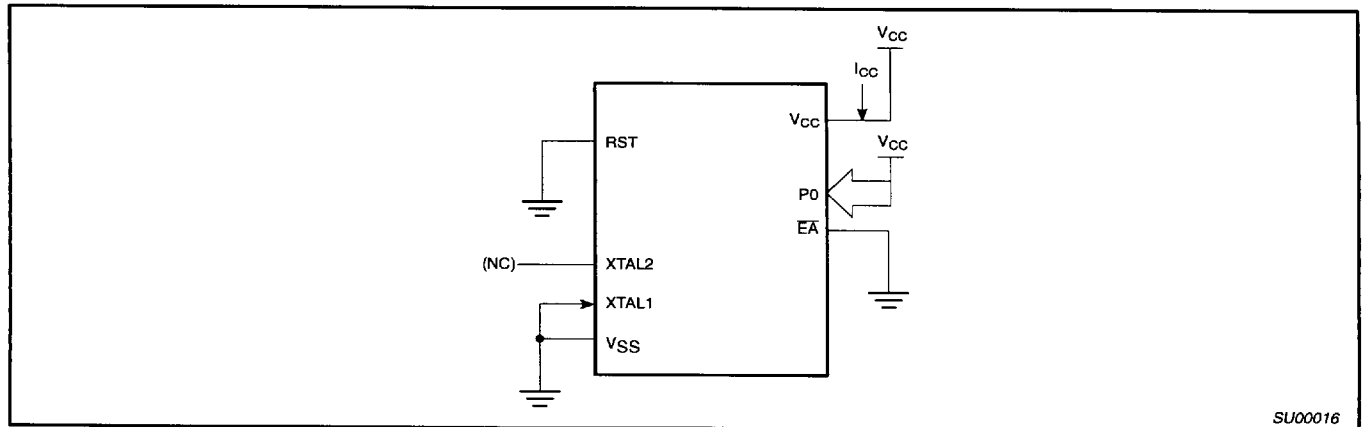 VCC
ICC
VCC
RST
VCC
P0
EA
(NC)
XTAL2
XTAL1
VSS
SU00016